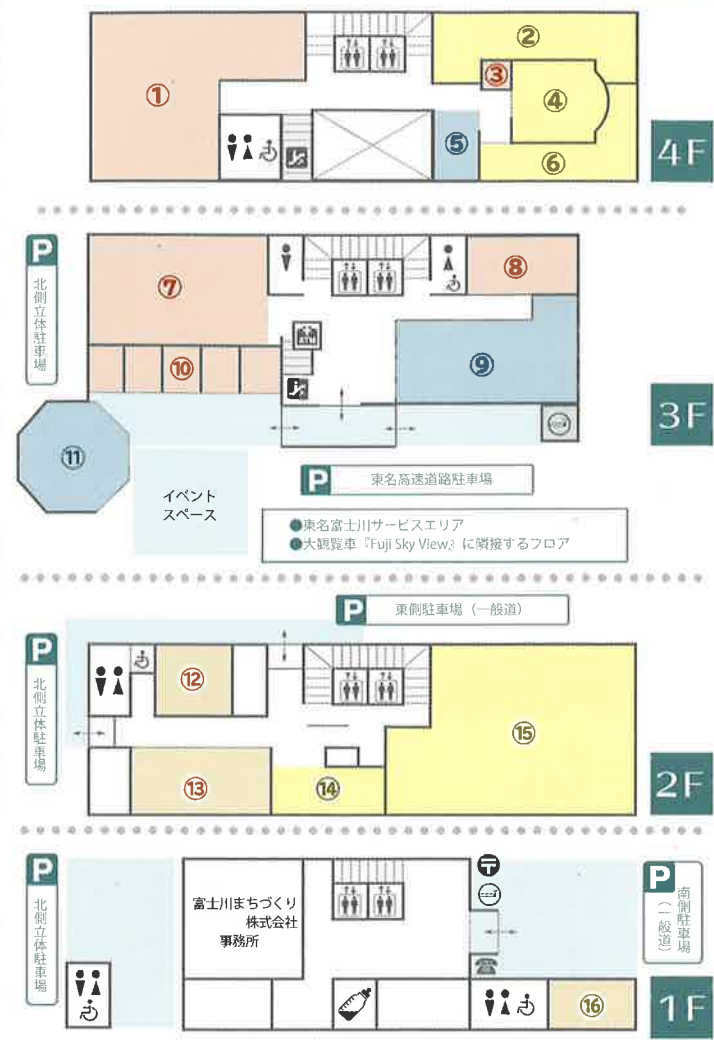 ①
②
③
④
⑤
⑥
4F
P
北側立体駐車場
⑦
⑧
⑨
⑩
⑪
3F
イベント
スペース
P
東名高速道路駐車場
●東名富士川サービスエリア
●大観覧車『Fuji Sky View』に隣接するフロア
P
東側駐車場（一般道）
P
北側立体駐車場
⑫
⑬
⑭
⑮
2F
P
北側立体駐車場
富士川まちづくり
株式会社
事務所
〒
P
南側駐車場
（一般道）
⑯
1F